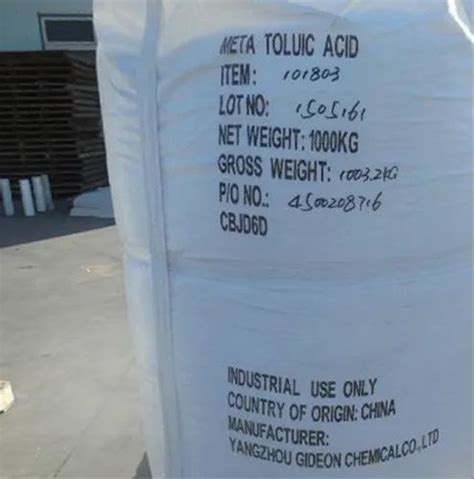 META TOLUIC ACID
ITEM: 101803
LOT NO: 1505161
NET WEIGHT: 1000KG
GROSS WEIGHT: 1003.2KG
P/O NO.: 4500208716
CBJD6D
INDUSTRIAL USE ONLY
COUNTRY OF ORIGIN: CHINA
MANUFACTURER:
YANGZHOU GIDEON CHEMICALCO., LTD